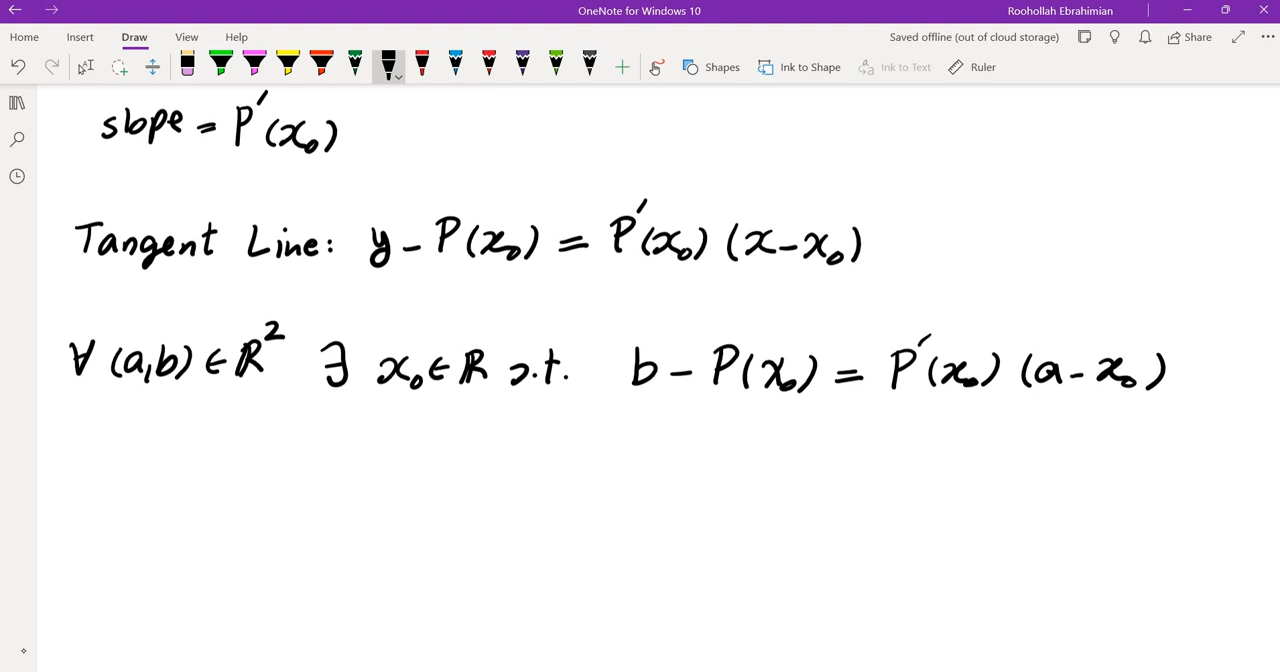 OneNote for Windows 10
Roohollah Ebrahimian
Home Insert Draw View Help
Saved offline (out of cloud storage)
Share
Shapes
Ink to Shape
Ink to Text
Ruler
slope = P′(x₀)
Tangent Line: y – P(x₀) = P′(x₀) (x – x₀)
∀ (a,b) ∈ ℝ² ∃ x₀ ∈ ℝ s.t. b – P(x₀) = P′(x₀) (a – x₀)